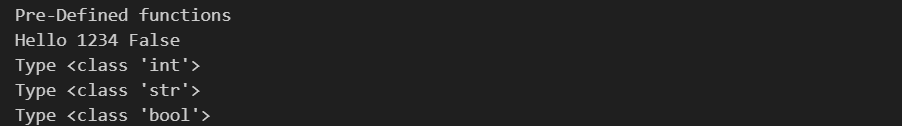 Pre-Defined functions
Hello 1234 False
Type <class 'int'>
Type <class 'str'>
Type <class 'bool'>